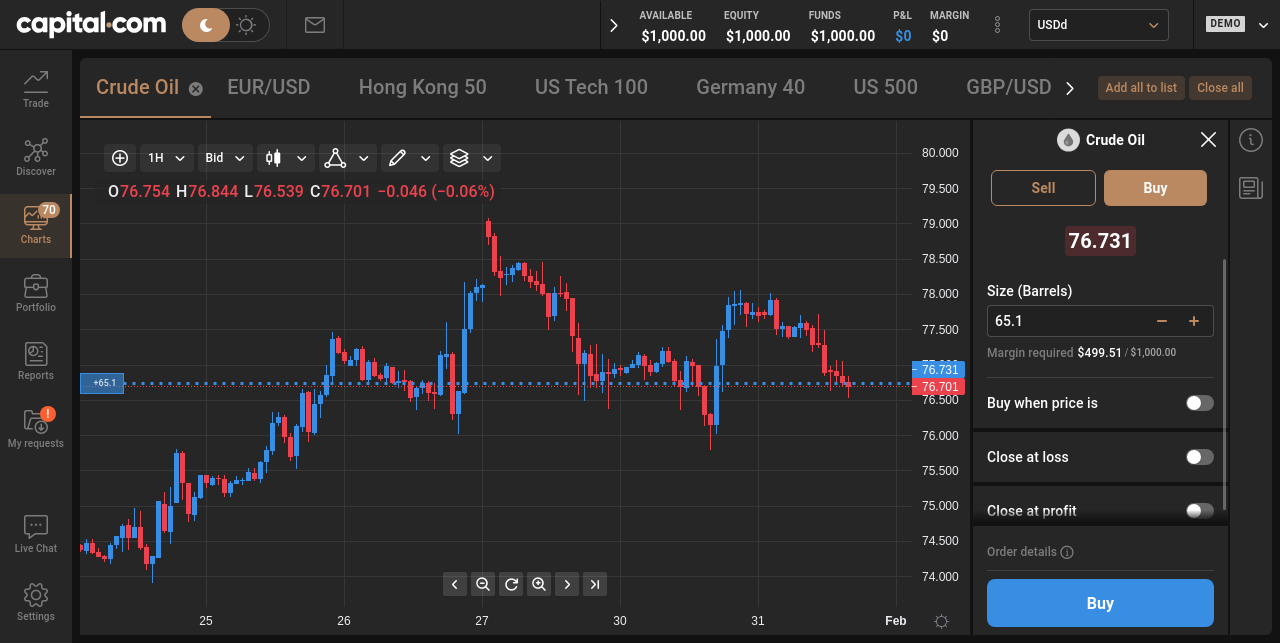 capital.com
AVAILABLE
$1,000.00
EQUITY
$1,000.00
FUNDS
$1,000.00
P&L
$0
MARGIN
$0
USDd
DEMO
Trade
Discover
70
Charts
Portfolio
Reports
!
My requests
Live Chat
Settings
Crude Oil
EUR/USD
Hong Kong 50
US Tech 100
Germany 40
US 500
GBP/USD
Add all to list
Close all
1H
Bid
O76.754 H76.844 L76.539 C76.701 −0.046 (−0.06%)
+65.1
80.000
79.500
79.000
78.500
78.000
77.500
76.731
76.701
76.500
76.000
75.500
75.000
74.500
74.000
25
26
27
30
31
Feb
Crude Oil
Sell
Buy
76.731
Size (Barrels)
65.1
Margin required $499.51 / $1,000.00
Buy when price is
Close at loss
Close at profit
Order details
Buy